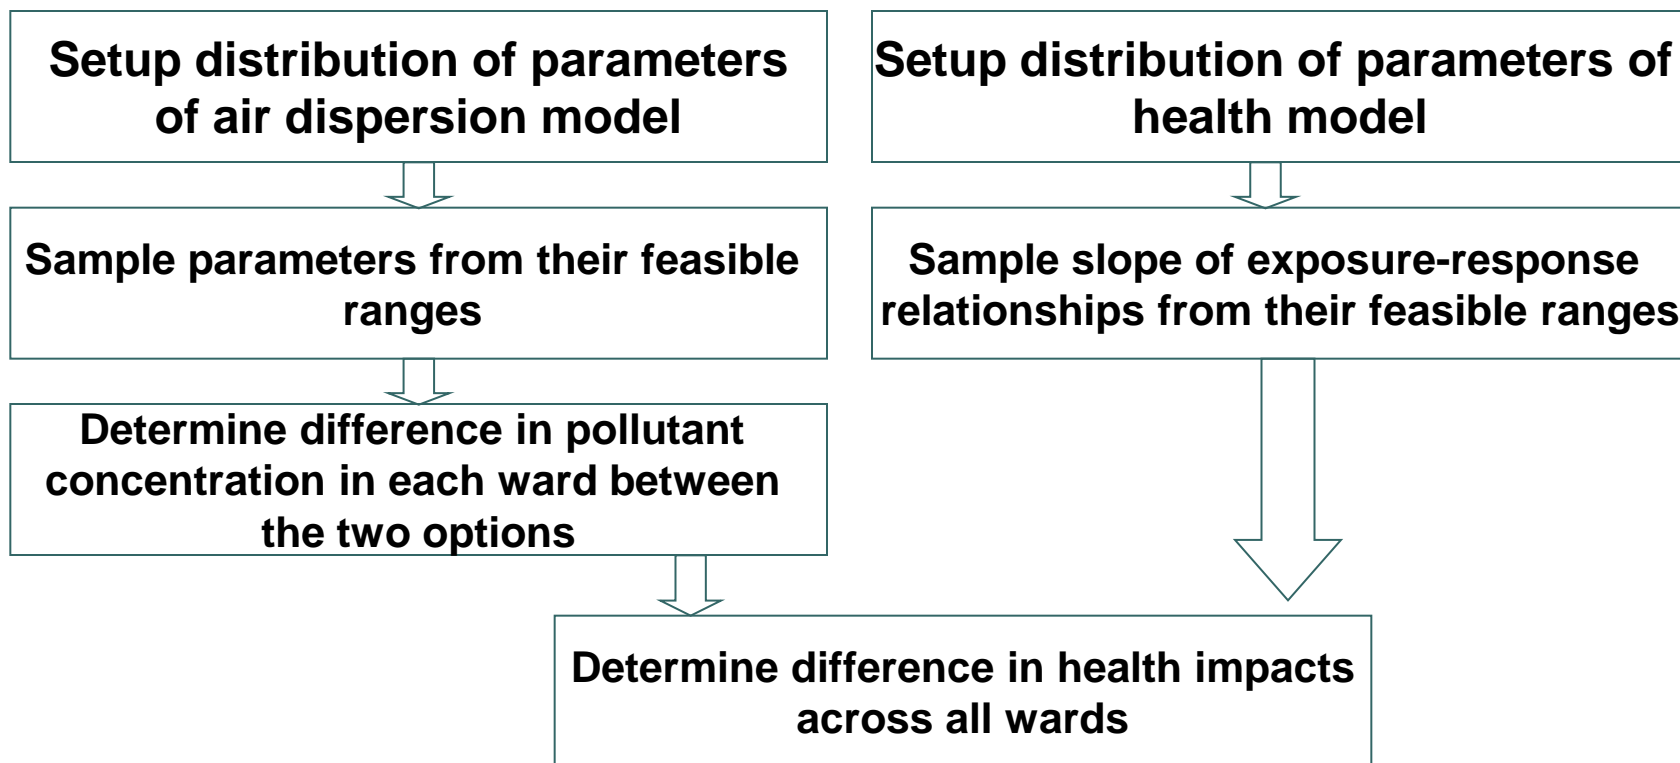 Setup distribution of parameters
of air dispersion model
Setup distribution of parameters of
health model
Sample parameters from their feasible
ranges
Sample slope of exposure-response
relationships from their feasible ranges
Determine difference in pollutant
concentration in each ward between
the two options
Determine difference in health impacts
across all wards